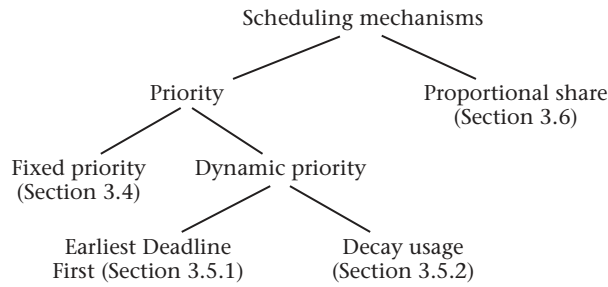 Scheduling mechanisms
Priority
Proportional share
(Section 3.6)
Fixed priority
(Section 3.4)
Dynamic priority
Earliest Deadline
First (Section 3.5.1)
Decay usage
(Section 3.5.2)